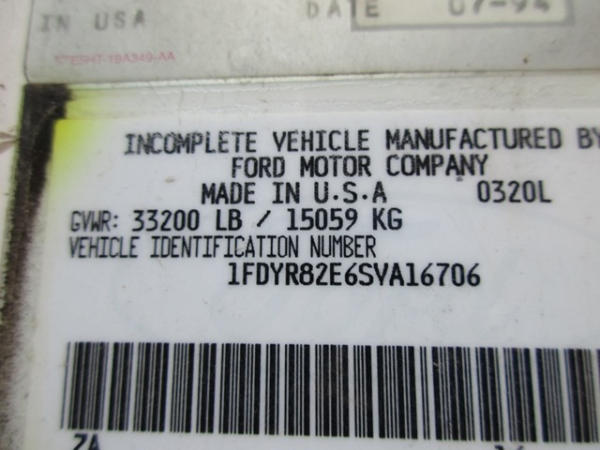 IN USA
DATE 07-94
INCOMPLETE VEHICLE MANUFACTURED BY
FORD MOTOR COMPANY
MADE IN U.S.A 0320L
GVWR: 33200 LB / 15059 KG
VEHICLE IDENTIFICATION NUMBER
1FDYR82E6SVA16706